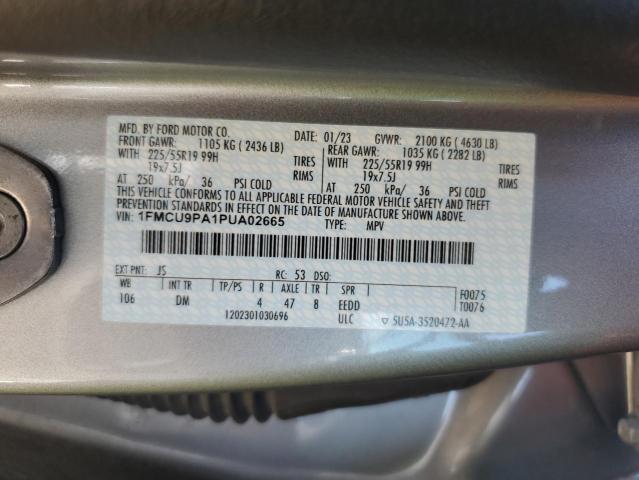 MFD. BY FORD MOTOR CO. DATE: 01/23 GVWR: 2100 KG ( 4630 LB)
FRONT GAWR: 1105 KG ( 2436 LB) REAR GAWR: 1035 KG ( 2282 LB)
WITH 225/55R19 99H TIRES WITH 225/55R19 99H TIRES
19x7.5J RIMS 19x7.5J RIMS
AT 250 kPa/ 36 PSI COLD AT 250 kPa/ 36 PSI COLD
THIS VEHICLE CONFORMS TO ALL APPLICABLE FEDERAL MOTOR VEHICLE SAFETY AND THEFT
PREVENTION STANDARDS IN EFFECT ON THE DATE OF MANUFACTURE SHOWN ABOVE.
VIN: 1FMCU9PA1PUA02665 TYPE: MPV
EXT PNT: JS RC: 53 DSO:
WB INT TR TP/PS R AXLE TR SPR F0075
106 DM 4 47 8 EEDD T0076
1202301030696 ULC ▽ 5U5A-3520472-AA